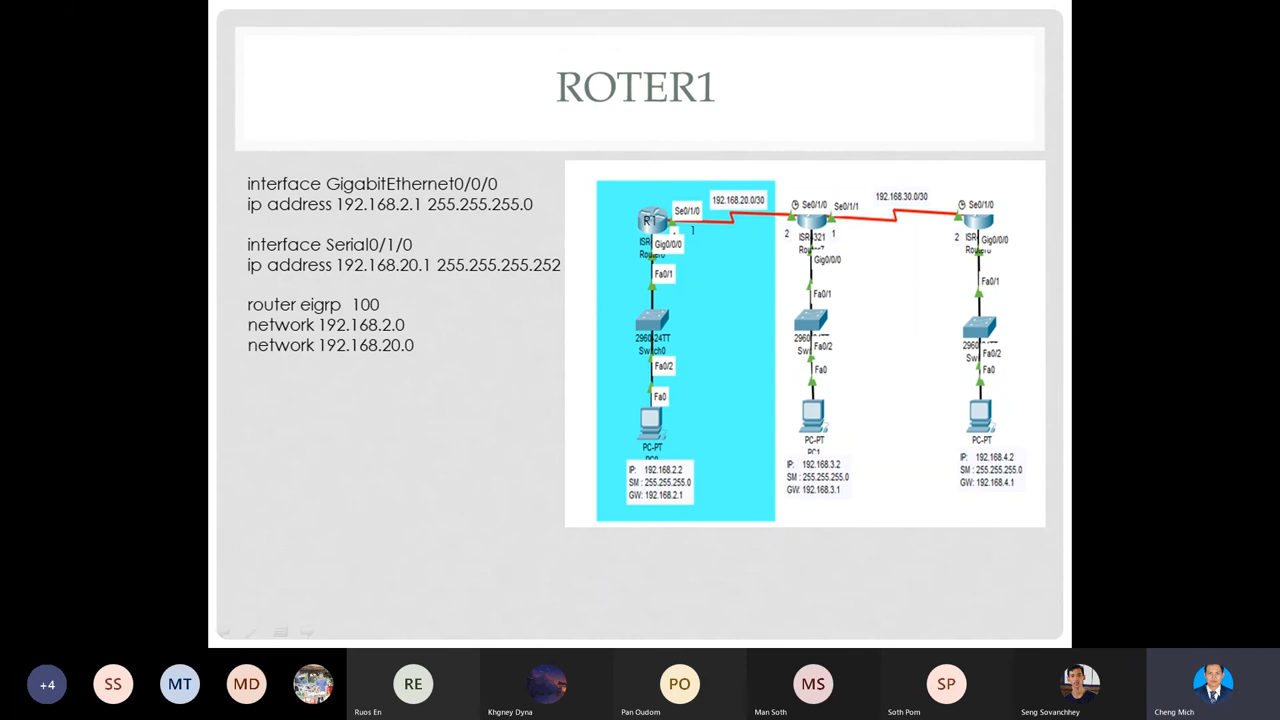 ROTER1
interface GigabitEthernet0/0/0
ip address 192.168.2.1 255.255.255.0
interface Serial0/1/0
ip address 192.168.20.1 255.255.255.252
router eigrp 100
network 192.168.2.0
network 192.168.20.0
192.168.20.0/30
192.168.30.0/30
R1
Se0/1/0
1
Gig0/0/0
Fa0/1
Switch0
Fa0/2
Fa0
PC-PT
IP: 192.168.2.2
SM : 255.255.255.0
GW: 192.168.2.1
Se0/1/0
Se0/1/1
2
1
Gig0/0/0
Fa0/1
Fa0/2
Fa0
PC-PT
PC1
IP: 192.168.3.2
SM : 255.255.255.0
GW: 192.168.3.1
Se0/1/0
2
Gig0/0/0
Fa0/1
Fa0/2
Fa0
PC-PT
IP: 192.168.4.2
SM : 255.255.255.0
GW: 192.168.4.1
+4
SS
MT
MD
RE
Ruos En
Khgney Dyna
PO
Pan Oudom
MS
Man Soth
SP
Soth Pom
Seng Sovanchhey
Cheng Mich